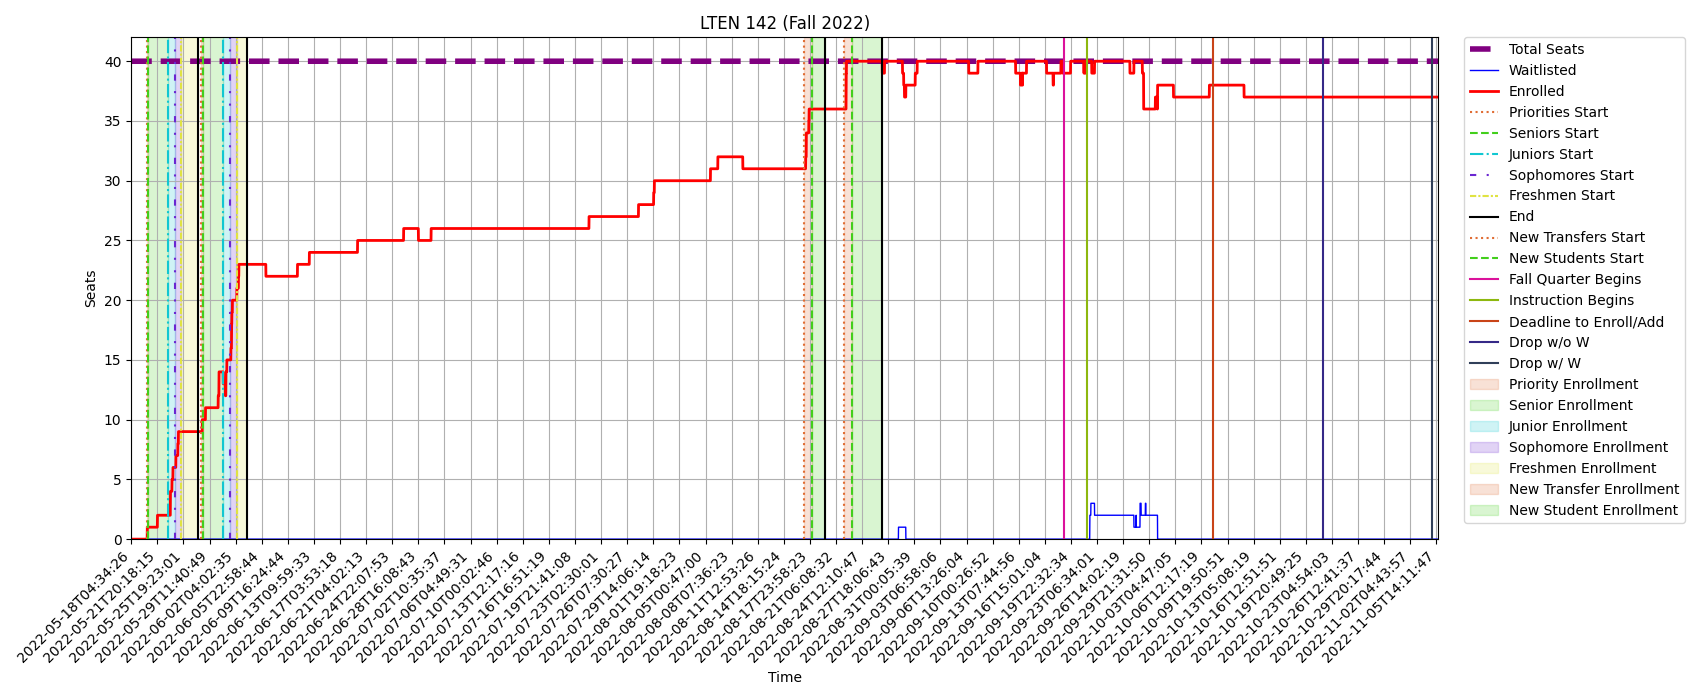 LTEN 142 (Fall 2022)
Seats
40
35
30
25
20
15
10
5
0
2022-05-18T04:34:26
2022-05-21T20:18:15
2022-05-25T19:23:01
2022-05-29T11:40:49
2022-06-02T04:02:35
2022-06-05T22:58:44
2022-06-09T16:24:44
2022-06-13T09:59:33
2022-06-17T03:53:18
2022-06-21T04:02:13
2022-06-24T22:07:53
2022-06-28T16:08:43
2022-07-02T10:35:37
2022-07-06T04:49:31
2022-07-10T00:02:46
2022-07-13T12:17:16
2022-07-16T16:51:19
2022-07-19T21:41:08
2022-07-23T02:30:01
2022-07-26T07:30:27
2022-07-29T14:06:14
2022-08-01T19:18:23
2022-08-05T00:47:00
2022-08-08T07:36:23
2022-08-11T12:53:26
2022-08-14T18:15:24
2022-08-17T23:58:23
2022-08-21T06:08:32
2022-08-24T12:10:47
2022-08-27T18:06:43
2022-08-31T00:05:39
2022-09-03T06:58:06
2022-09-06T13:26:04
2022-09-10T00:26:52
2022-09-13T07:44:56
2022-09-16T15:01:04
2022-09-19T22:32:34
2022-09-23T06:34:01
2022-09-26T14:02:19
2022-09-29T21:31:50
2022-10-03T04:47:05
2022-10-06T12:17:19
2022-10-09T19:50:51
2022-10-13T05:08:19
2022-10-16T12:51:51
2022-10-19T20:49:25
2022-10-23T04:54:03
2022-10-26T12:41:37
2022-10-29T20:17:44
2022-11-02T04:43:57
2022-11-05T14:11:47
Time
Total Seats
Waitlisted
Enrolled
Priorities Start
Seniors Start
Juniors Start
Sophomores Start
Freshmen Start
End
New Transfers Start
New Students Start
Fall Quarter Begins
Instruction Begins
Deadline to Enroll/Add
Drop w/o W
Drop w/ W
Priority Enrollment
Senior Enrollment
Junior Enrollment
Sophomore Enrollment
Freshmen Enrollment
New Transfer Enrollment
New Student Enrollment